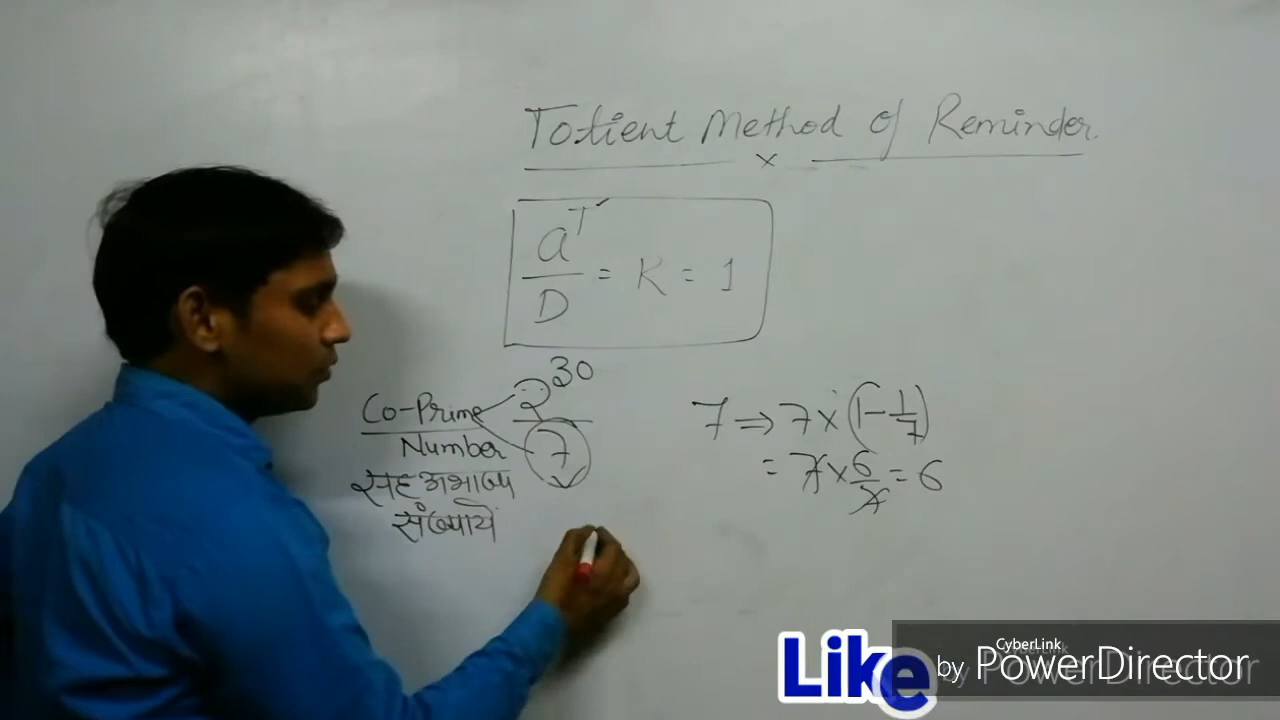 Totient Method of Reminder
×
a^T / D = K = 1
2^30 / 7
Co-Prime
Number
सह अभाज्य
संख्यायें
7 ⇒ 7 × (1 - 1/7)
= 7 × 6/7 = 6
Like
CyberLink
by PowerDirector